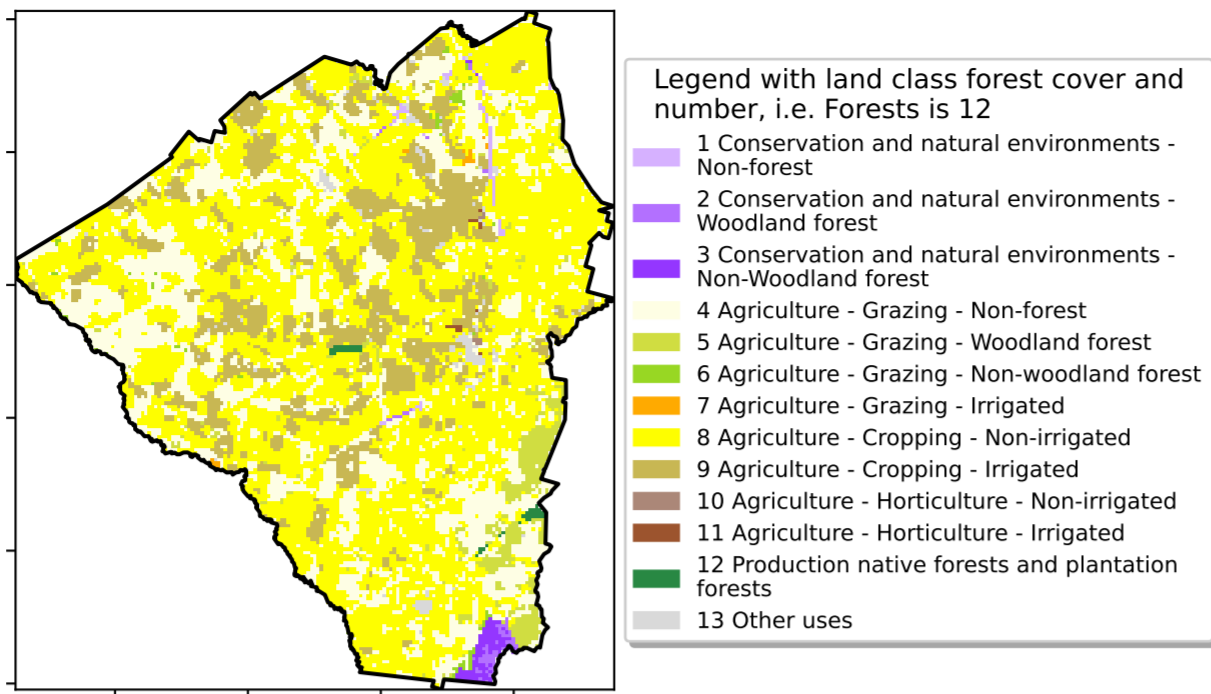 Legend with land class forest cover and
number, i.e. Forests is 12
1 Conservation and natural environments -
Non-forest
2 Conservation and natural environments -
Woodland forest
3 Conservation and natural environments -
Non-Woodland forest
4 Agriculture - Grazing - Non-forest
5 Agriculture - Grazing - Woodland forest
6 Agriculture - Grazing - Non-woodland forest
7 Agriculture - Grazing - Irrigated
8 Agriculture - Cropping - Non-irrigated
9 Agriculture - Cropping - Irrigated
10 Agriculture - Horticulture - Non-irrigated
11 Agriculture - Horticulture - Irrigated
12 Production native forests and plantation
forests
13 Other uses